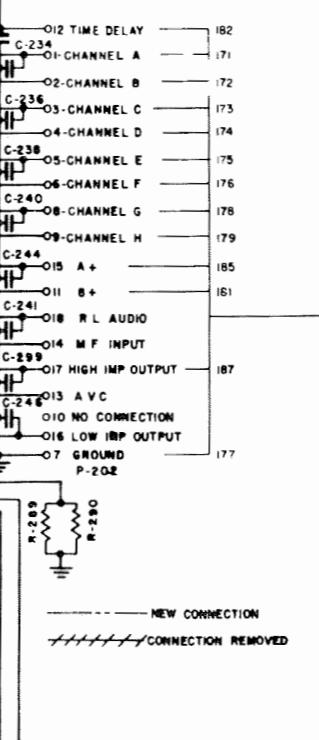 12 TIME DELAY 182
C-234
1-CHANNEL A 171
2-CHANNEL B 172
C-236
3-CHANNEL C 173
4-CHANNEL D 174
C-238
5-CHANNEL E 175
6-CHANNEL F 176
C-240
8-CHANNEL G 178
9-CHANNEL H 179
C-244
15 A+ 185
11 B+ 161
C-241
18 R L AUDIO
14 M F INPUT
C-299
17 HIGH IMP OUTPUT 187
13 A V C
C-246
10 NO CONNECTION
16 LOW IMP OUTPUT
7 GROUND 177
P-202
R-289
R-290
NEW CONNECTION
CONNECTION REMOVED